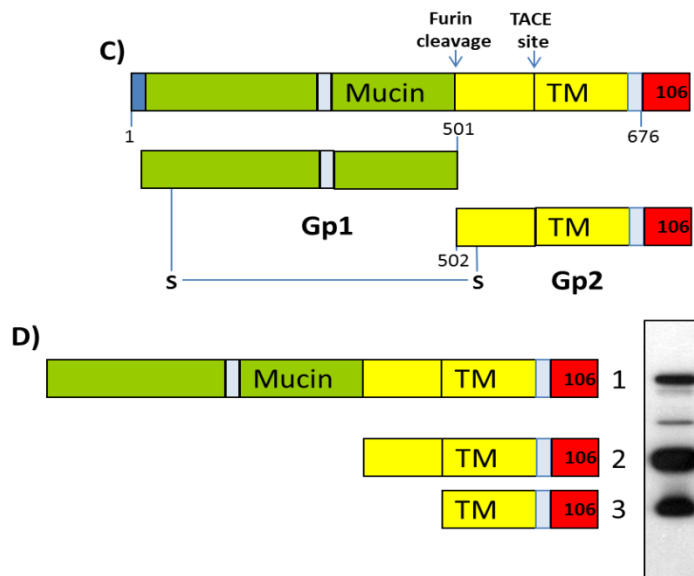 Furin TACE
C) cleavage site
Mucin TM 106
1 501 676
Gp1 TM 106
502
S S Gp2
D)
Mucin TM 106 1
TM 106 2
TM 106 3